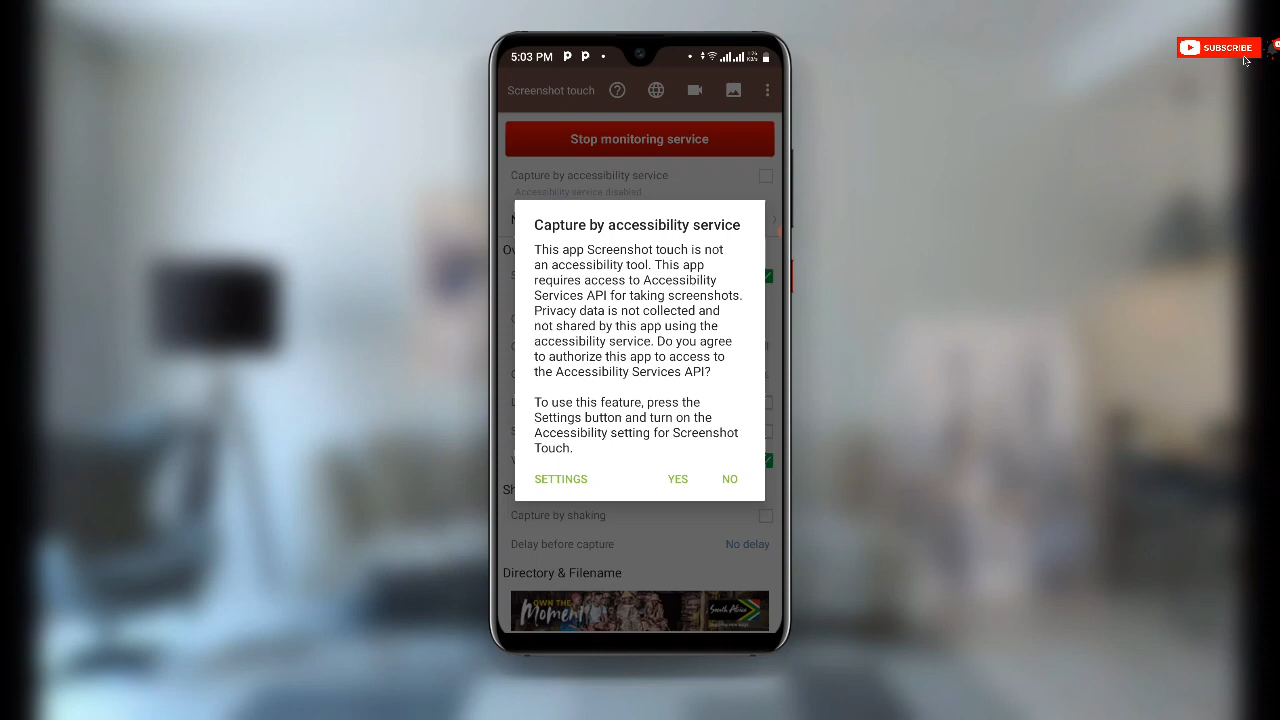 SUBSCRIBE
5:03 PM
Screenshot touch
Stop monitoring service
Capture by accessibility service
Accessibility service disabled
Capture by accessibility service
This app Screenshot touch is not
an accessibility tool. This app
requires access to Accessibility
Services API for taking screenshots.
Privacy data is not collected and
not shared by this app using the
accessibility service. Do you agree
to authorize this app to access to
the Accessibility Services API?
To use this feature, press the
Settings button and turn on the
Accessibility setting for Screenshot
Touch.
SETTINGS YES NO
Capture by shaking
Delay before capture No delay
Directory & Filename
OWN THE
Moment
South Africa